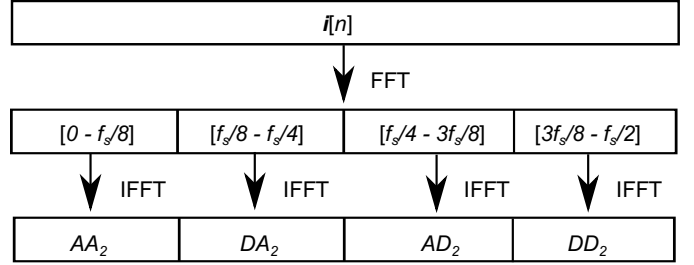 i[n]
FFT
[0 - fₛ/8] [fₛ/8 - fₛ/4] [fₛ/4 - 3fₛ/8] [3fₛ/8 - fₛ/2]
IFFT IFFT IFFT IFFT
AA₂ DA₂ AD₂ DD₂